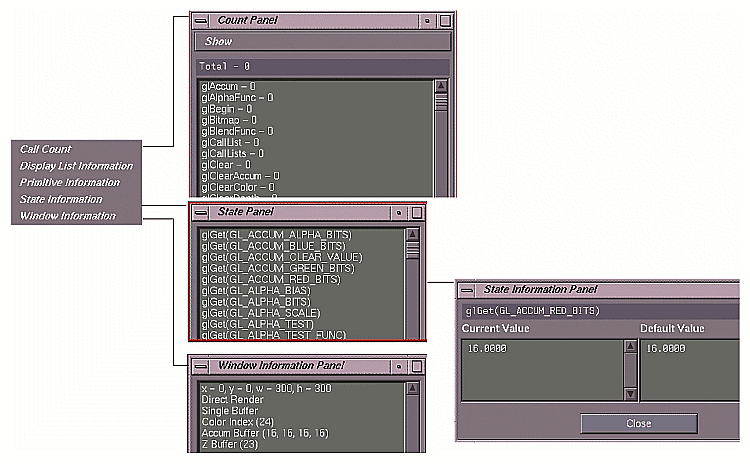 Call Count
Display List Information
Primitive Information
State Information
Window Information
Count Panel
Show
Total - 0
glAccum - 0
glAlphaFunc - 0
glBegin - 0
glBitmap - 0
glBlendFunc - 0
glCallList - 0
glCallLists - 0
glClear - 0
glClearAccum - 0
glClearColor - 0
glClearDepth - 0
State Panel
glGet(GL_ACCUM_ALPHA_BITS)
glGet(GL_ACCUM_BLUE_BITS)
glGet(GL_ACCUM_CLEAR_VALUE)
glGet(GL_ACCUM_GREEN_BITS)
glGet(GL_ACCUM_RED_BITS)
glGet(GL_ALPHA_BIAS)
glGet(GL_ALPHA_BITS)
glGet(GL_ALPHA_SCALE)
glGet(GL_ALPHA_TEST)
glGet(GL_ALPHA_TEST_FUNC)
State Information Panel
glGet(GL_ACCUM_RED_BITS)
Current Value Default Value
16.0000 16.0000
Close
Window Information Panel
x - 0, y - 0, w - 300, h - 300
Direct Render
Single Buffer
Color Index (24)
Accum Buffer (16, 16, 16, 16)
Z Buffer (23)